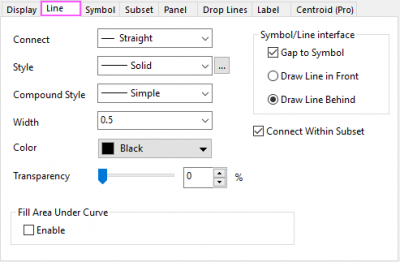 Display Line Symbol Subset Panel Drop Lines Label Centroid (Pro)
Connect Straight
Style Solid ...
Compound Style Simple
Width 0.5
Color Black
Transparency 0 %
Symbol/Line interface
Gap to Symbol
Draw Line in Front
Draw Line Behind
Connect Within Subset
Fill Area Under Curve
Enable